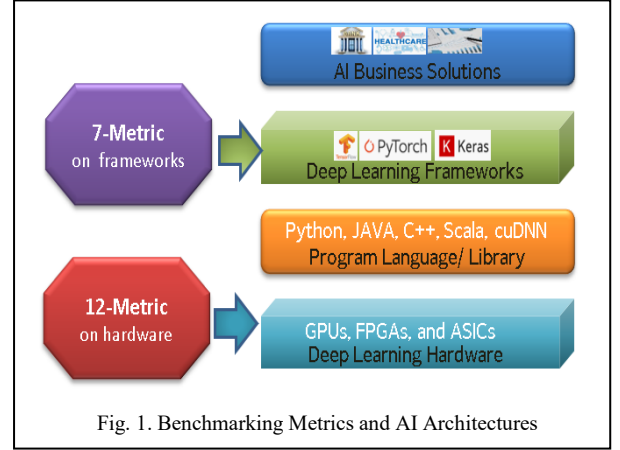 HEALTHCARE
AI Business Solutions
7-Metric
on frameworks
TensorFlow
PyTorch
K Keras
Deep Learning Frameworks
Python, JAVA, C++, Scala, cuDNN
Program Language/ Library
12-Metric
on hardware
GPUs, FPGAs, and ASICs
Deep Learning Hardware
Fig. 1. Benchmarking Metrics and AI Architectures